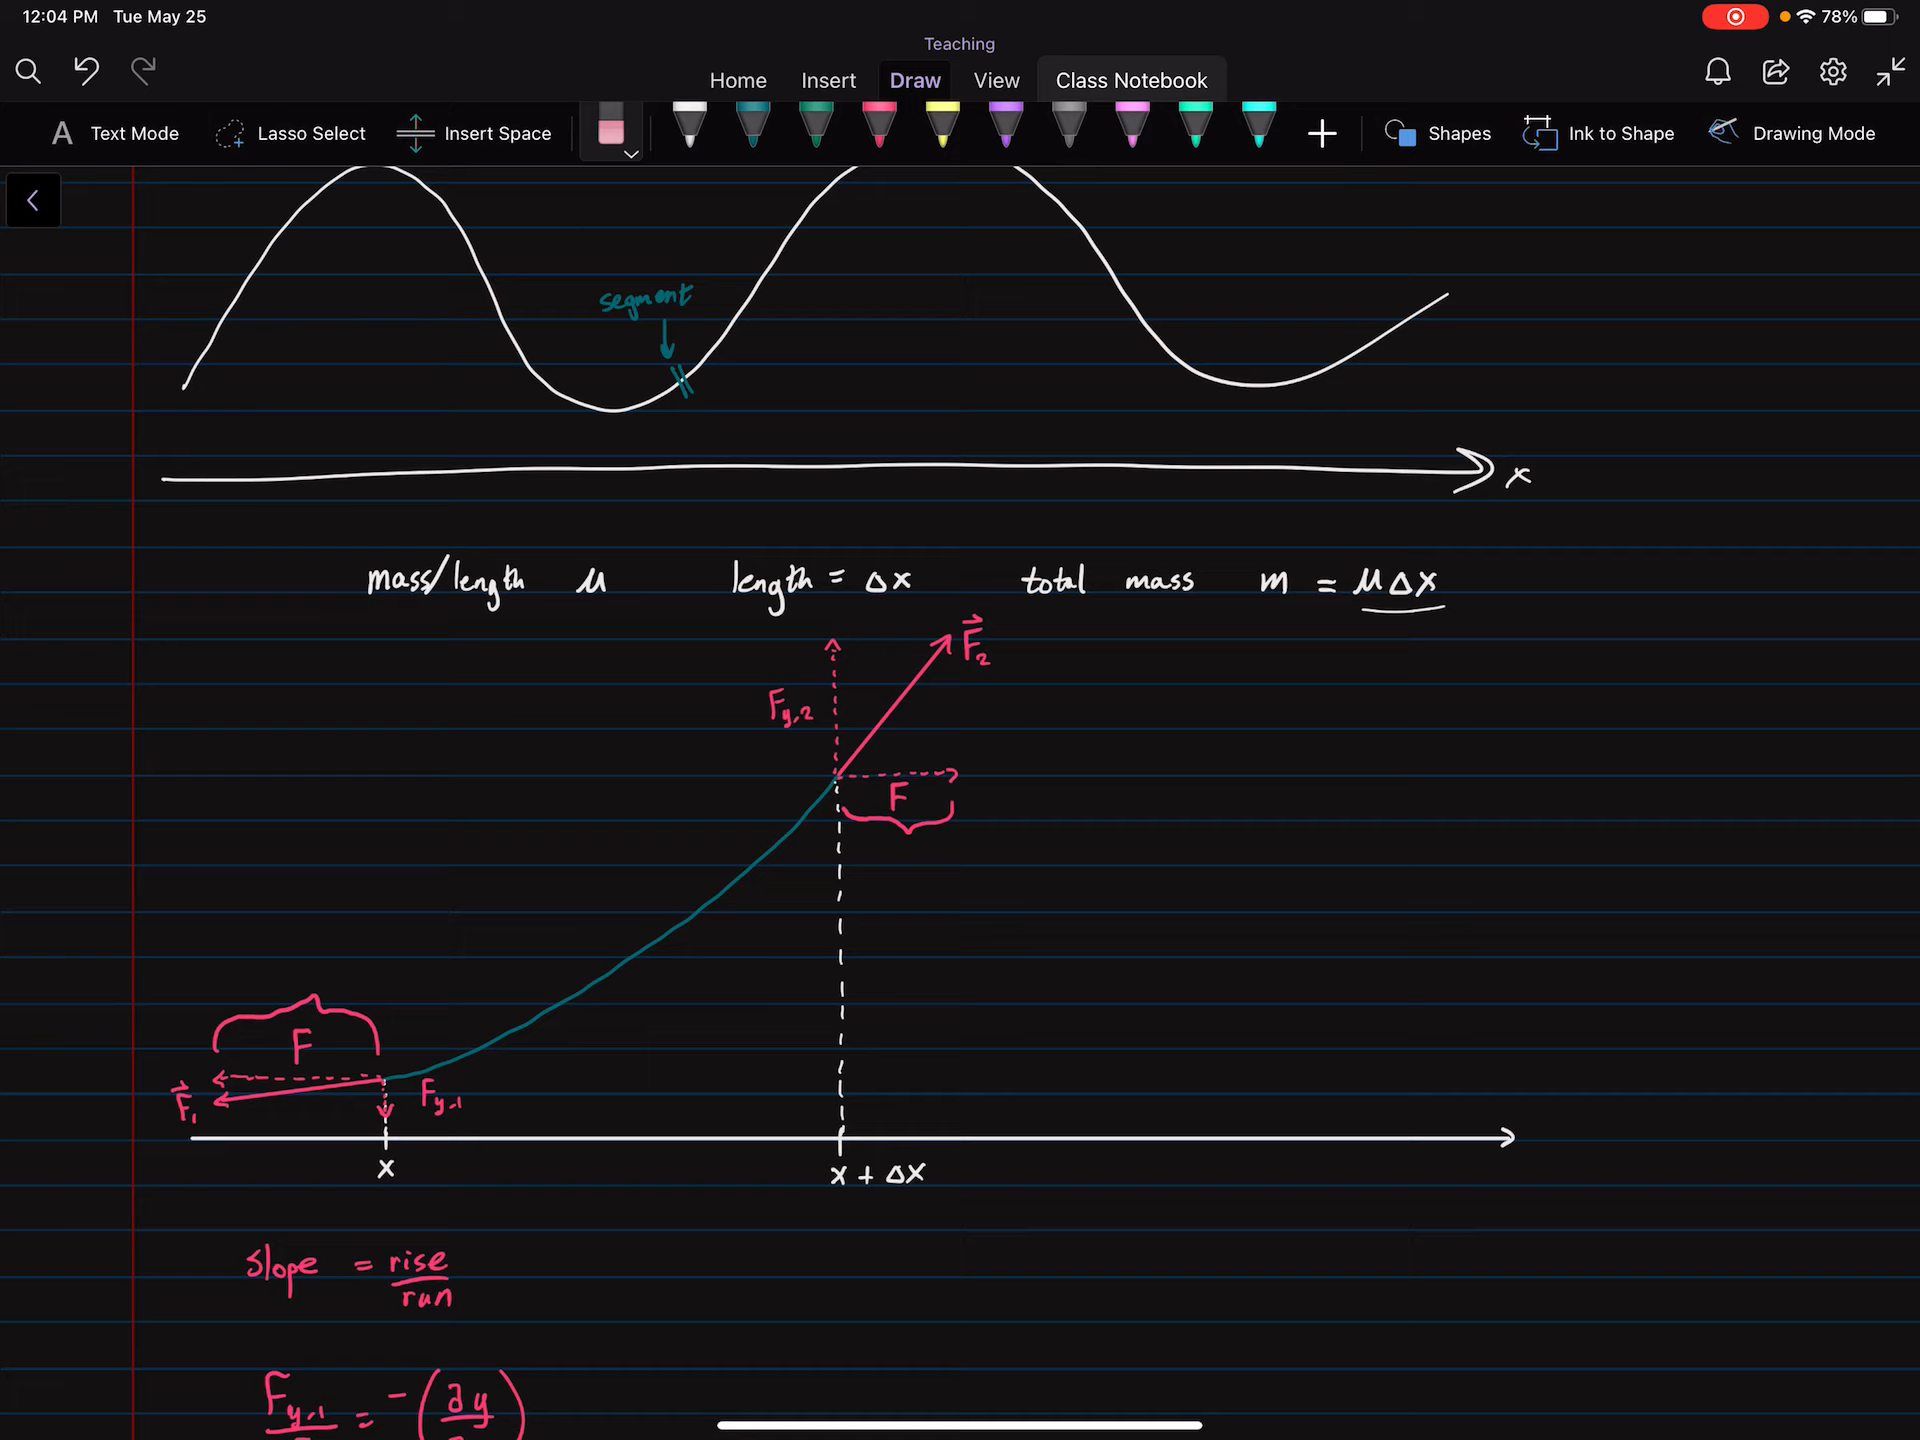 12:04 PM Tue May 25
78%
Teaching
Home Insert Draw View Class Notebook
A Text Mode Lasso Select Insert Space Shapes Ink to Shape Drawing Mode
segment
x
mass/length μ length = Δx total mass m = μΔx
F⃗₂
F_y,2
F
F
F⃗₁ F_y,1
x x + Δx
slope = rise
run
F_y,1 = -(∂y